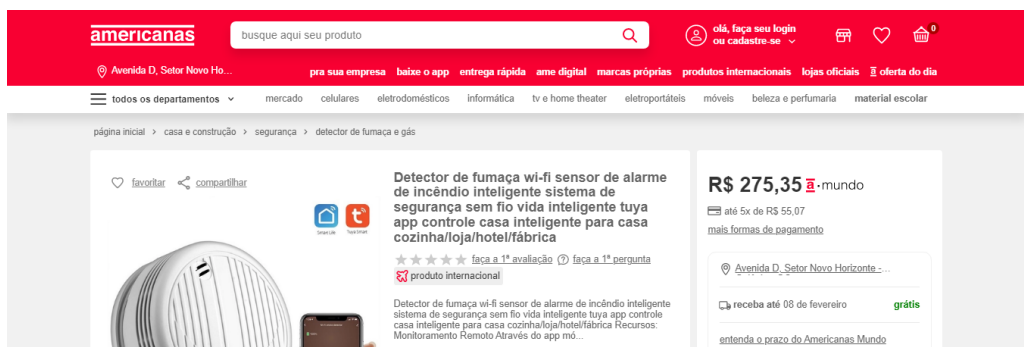 americanas
busque aqui seu produto
olá, faça seu login
ou cadastre-se
0
Avenida D, Setor Novo Ho...
pra sua empresa baixe o app entrega rápida ame digital marcas próprias produtos internacionais lojas oficiais a oferta do dia
todos os departamentos mercado celulares eletrodomésticos informática tv e home theater eletroportáteis móveis beleza e perfumaria material escolar
página inicial > casa e construção > segurança > detector de fumaça e gás
favoritar compartilhar
Smart Life Tuya Smart
Detector de fumaça wi-fi sensor de alarme
de incêndio inteligente sistema de
segurança sem fio vida inteligente tuya
app controle casa inteligente para casa
cozinha/loja/hotel/fábrica
faça a 1ª avaliação faça a 1ª pergunta
produto internacional
Detector de fumaça wi-fi sensor de alarme de incêndio inteligente
sistema de segurança sem fio vida inteligente tuya app controle
casa inteligente para casa cozinha/loja/hotel/fábrica Recursos:
Monitoramento Remoto Através do app mó...
R$ 275,35 a·mundo
até 5x de R$ 55,07
mais formas de pagamento
Avenida D, Setor Novo Horizonte -...
receba até 08 de fevereiro grátis
entenda o prazo do Americanas Mundo